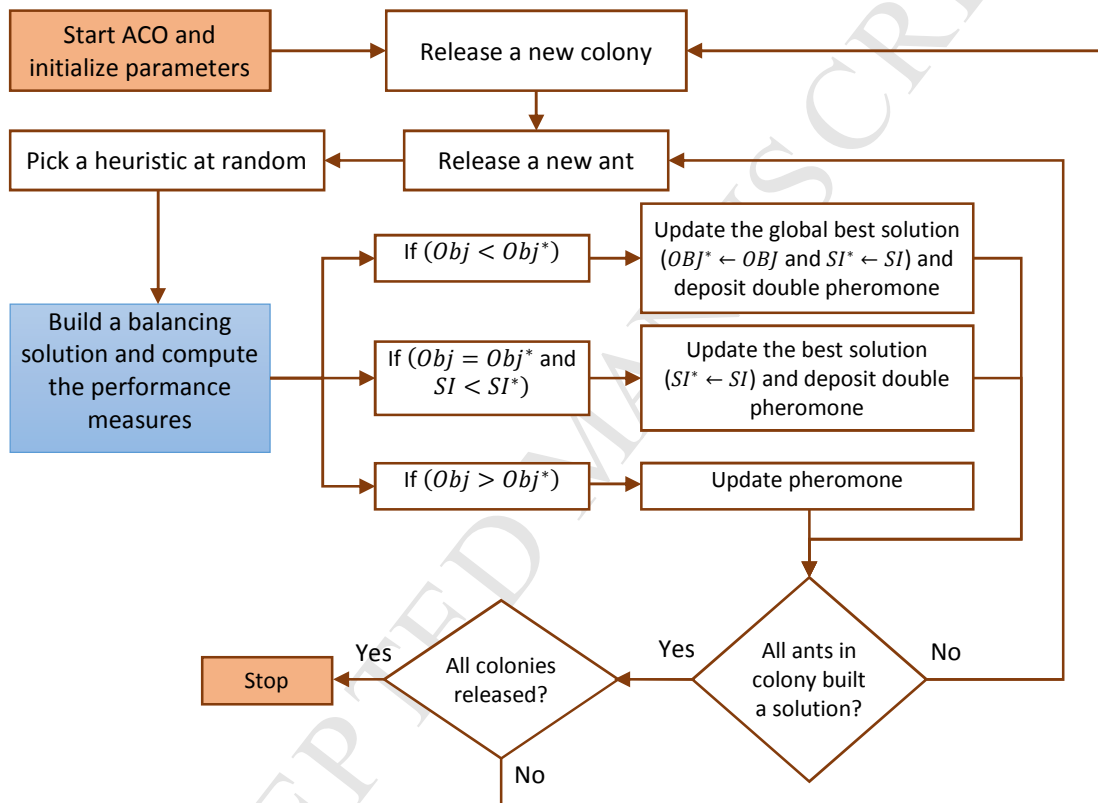 Start ACO and
initialize parameters
Release a new colony
Pick a heuristic at random
Release a new ant
Build a balancing
solution and compute
the performance
measures
If (Obj < Obj*)
Update the global best solution
(OBJ* ← OBJ and SI* ← SI) and
deposit double pheromone
If (Obj = Obj* and
SI < SI*)
Update the best solution
(SI* ← SI) and deposit double
pheromone
If (Obj > Obj*)
Update pheromone
All ants in
colony built
a solution?
No
Yes
All colonies
released?
Yes
Stop
No
EPTED MANUSCRI